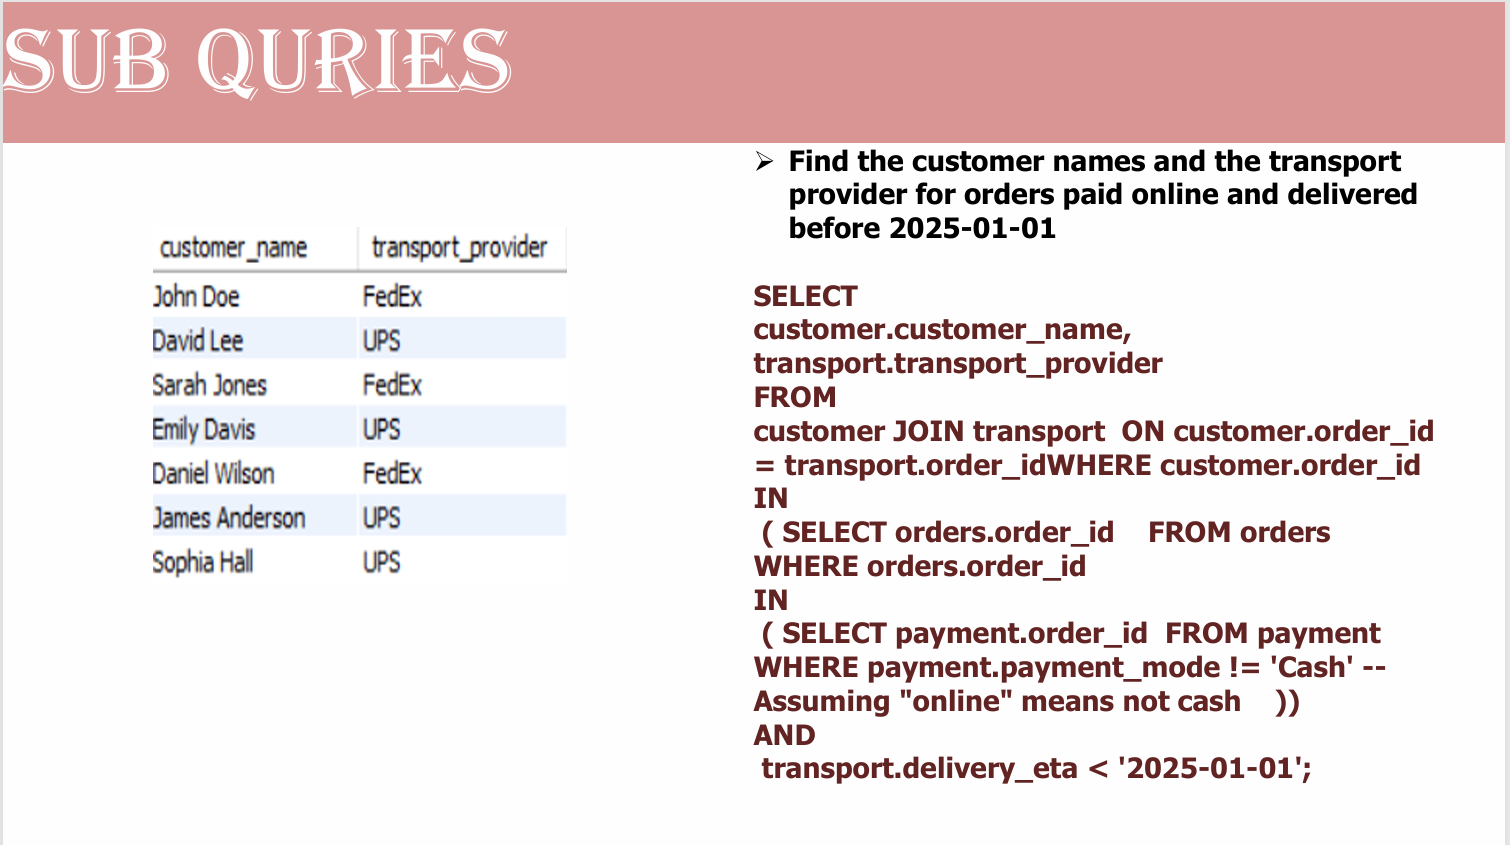 SUB QURIES
➢ Find the customer names and the transport
provider for orders paid online and delivered
before 2025-01-01
customer_name transport_provider
John Doe FedEx
David Lee UPS
Sarah Jones FedEx
Emily Davis UPS
Daniel Wilson FedEx
James Anderson UPS
Sophia Hall UPS
SELECT
customer.customer_name,
transport.transport_provider
FROM
customer JOIN transport  ON customer.order_id
= transport.order_idWHERE customer.order_id
IN
( SELECT orders.order_id    FROM orders
WHERE orders.order_id
IN
( SELECT payment.order_id  FROM payment
WHERE payment.payment_mode != 'Cash' --
Assuming "online" means not cash    ))
AND
transport.delivery_eta < '2025-01-01';